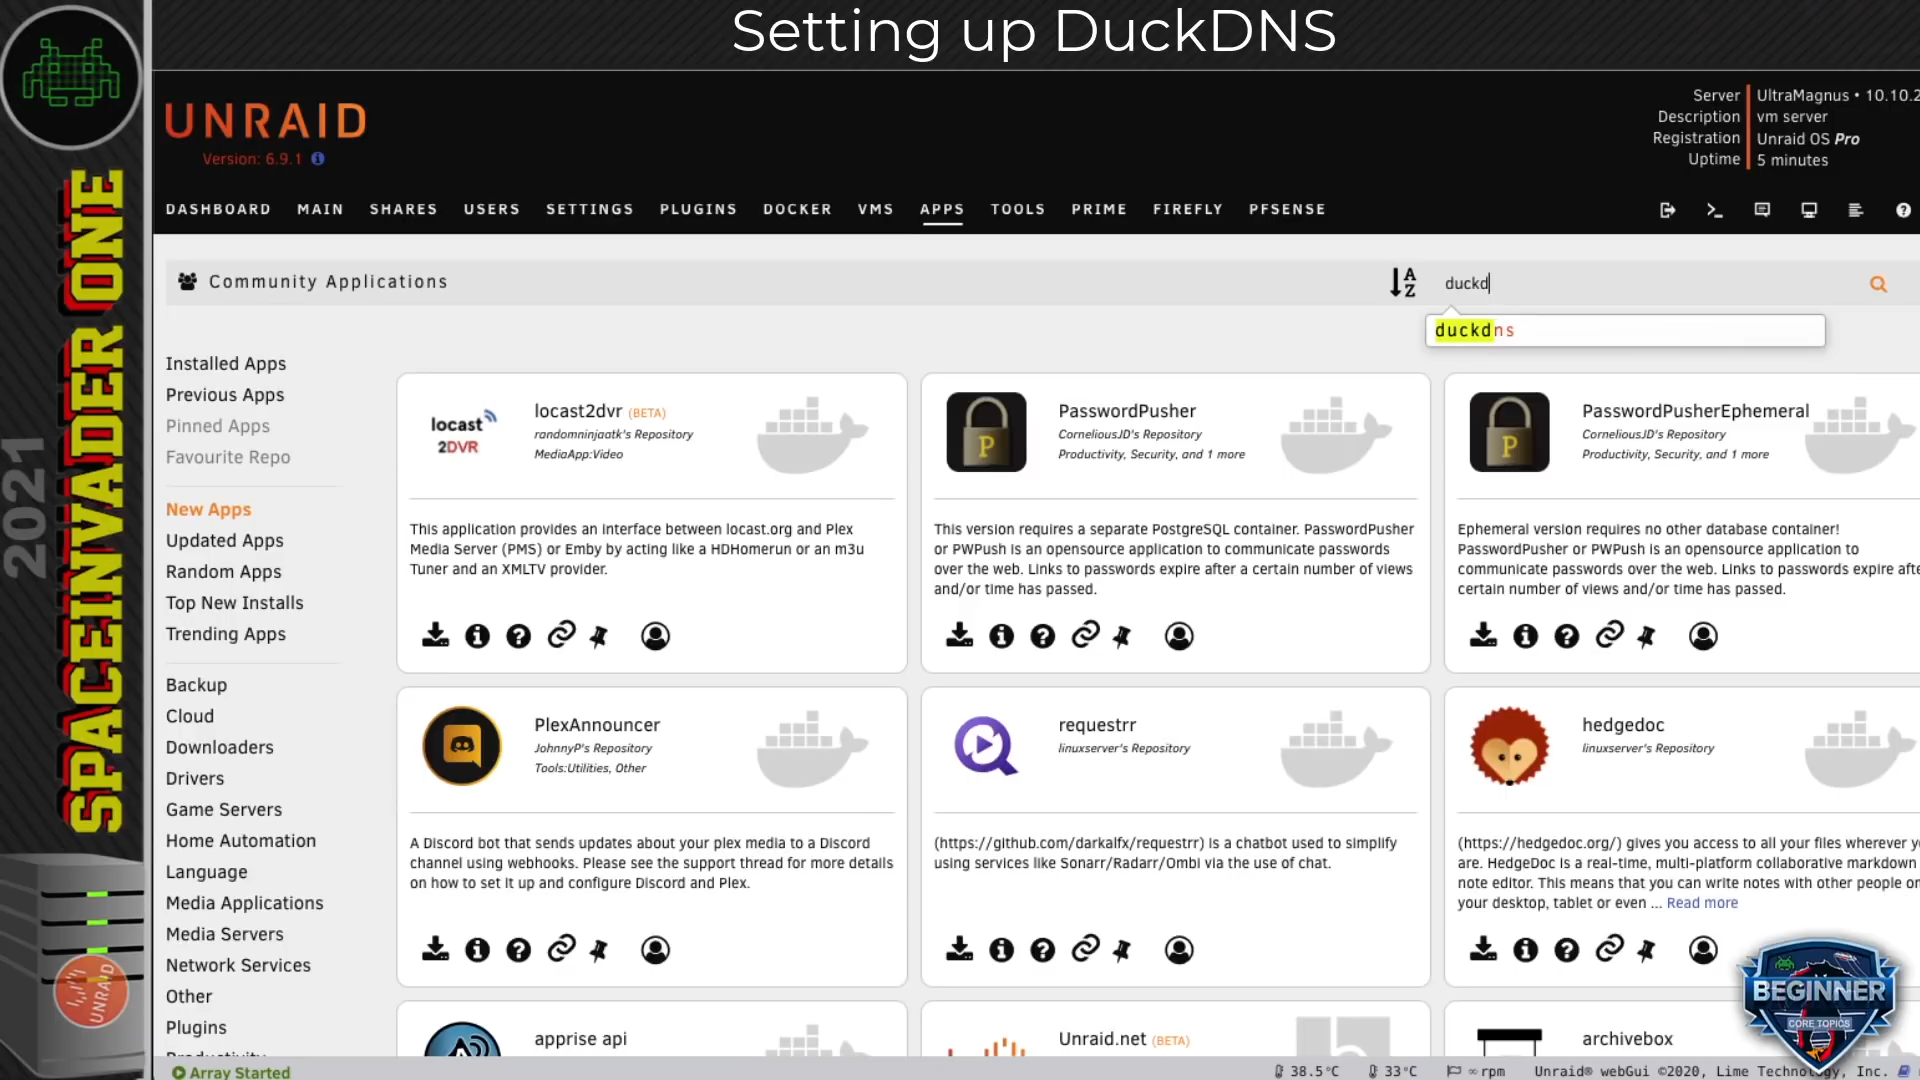 Setting up DuckDNS
2021
SPACEINVADER ONE
UNRAID
UNRAID
Version: 6.9.1
Server UltraMagnus • 10.10.2
Description vm server
Registration Unraid OS Pro
Uptime 5 minutes
DASHBOARD MAIN SHARES USERS SETTINGS PLUGINS DOCKER VMS APPS TOOLS PRIME FIREFLY PFSENSE
Community Applications
A
Z
duckd
duckdns
Installed Apps
Previous Apps
Pinned Apps
Favourite Repo
New Apps
Updated Apps
Random Apps
Top New Installs
Trending Apps
Backup
Cloud
Downloaders
Drivers
Game Servers
Home Automation
Language
Media Applications
Media Servers
Network Services
Other
Plugins
Productivity
locast
2DVR
locast2dvr (BETA)
randomninjaatk's Repository
MediaApp:Video
This application provides an interface between locast.org and Plex
Media Server (PMS) or Emby by acting like a HDHomerun or an m3u
Tuner and an XMLTV provider.
P
PasswordPusher
CorneliousJD's Repository
Productivity, Security, and 1 more
This version requires a separate PostgreSQL container. PasswordPusher
or PWPush is an opensource application to communicate passwords
over the web. Links to passwords expire after a certain number of views
and/or time has passed.
P
PasswordPusherEphemeral
CorneliousJD's Repository
Productivity, Security, and 1 more
Ephemeral version requires no other database container!
PasswordPusher or PWPush is an opensource application to
communicate passwords over the web. Links to passwords expire afte
certain number of views and/or time has passed.
PlexAnnouncer
JohnnyP's Repository
Tools:Utilities, Other
A Discord bot that sends updates about your plex media to a Discord
channel using webhooks. Please see the support thread for more details
on how to set it up and configure Discord and Plex.
requestrr
linuxserver's Repository
(https://github.com/darkalfx/requestrr) is a chatbot used to simplify
using services like Sonarr/Radarr/Ombi via the use of chat.
hedgedoc
linuxserver's Repository
(https://hedgedoc.org/) gives you access to all your files wherever y
are. HedgeDoc is a real-time, multi-platform collaborative markdown
note editor. This means that you can write notes with other people on
your desktop, tablet or even ... Read more
apprise api
Unraid.net (BETA)
archivebox
BEGINNER
CORE TOPICS
Array Started
38.5°C 33°C ∞ rpm Unraid® webGui ©2020, Lime Technology, Inc.